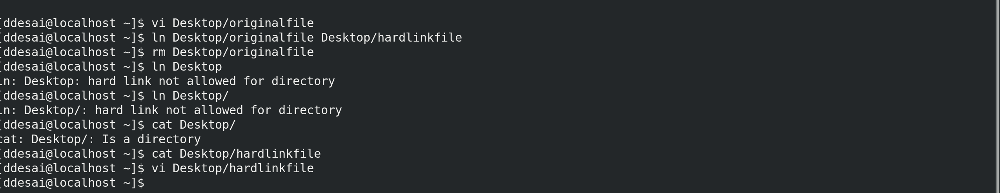 [ddesai@localhost ~]$ vi Desktop/originalfile
[ddesai@localhost ~]$ ln Desktop/originalfile Desktop/hardlinkfile
[ddesai@localhost ~]$ rm Desktop/originalfile
[ddesai@localhost ~]$ ln Desktop
ln: Desktop: hard link not allowed for directory
[ddesai@localhost ~]$ ln Desktop/
ln: Desktop/: hard link not allowed for directory
[ddesai@localhost ~]$ cat Desktop/
cat: Desktop/: Is a directory
[ddesai@localhost ~]$ cat Desktop/hardlinkfile
[ddesai@localhost ~]$ vi Desktop/hardlinkfile
[ddesai@localhost ~]$